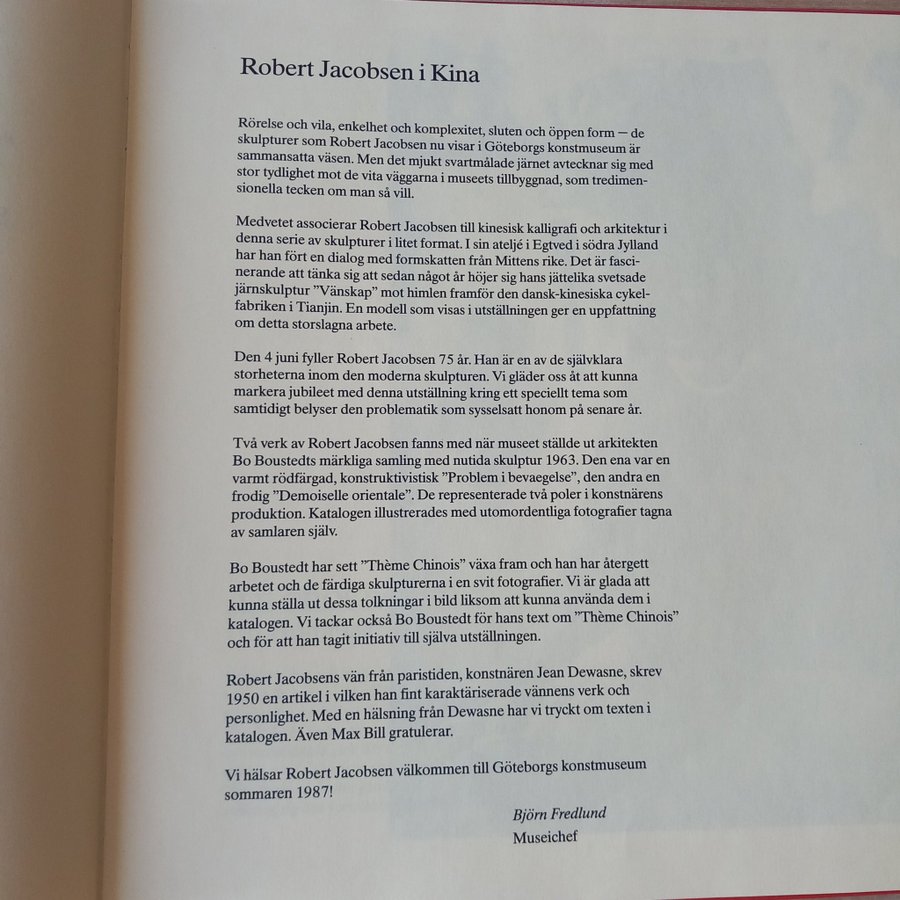 Robert Jacobsen i Kina
Rörelse och vila, enkelhet och komplexitet, sluten och öppen form — de
skulpturer som Robert Jacobsen nu visar i Göteborgs konstmuseum är
sammansatta väsen. Men det mjukt svartmålade järnet avtecknar sig med
stor tydlighet mot de vita väggarna i museets tillbyggnad, som tredimen-
sionella tecken om man så vill.
Medvetet associerar Robert Jacobsen till kinesisk kalligrafi och arkitektur i
denna serie av skulpturer i litet format. I sin ateljé i Egtved i södra Jylland
har han fört en dialog med formskatten från Mittens rike. Det är fasci-
nerande att tänka sig att sedan något år höjer sig hans jättelika svetsade
järnskulptur ”Vänskap” mot himlen framför den dansk-kinesiska cykel-
fabriken i Tianjin. En modell som visas i utställningen ger en uppfattning
om detta storslagna arbete.
Den 4 juni fyller Robert Jacobsen 75 år. Han är en av de självklara
storheterna inom den moderna skulpturen. Vi gläder oss åt att kunna
markera jubileet med denna utställning kring ett speciellt tema som
samtidigt belyser den problematik som sysselsatt honom på senare år.
Två verk av Robert Jacobsen fanns med när museet ställde ut arkitekten
Bo Boustedts märkliga samling med nutida skulptur 1963. Den ena var en
varmt rödfärgad, konstruktivistisk ”Problem i bevaegelse”, den andra en
frodig ”Demoiselle orientale”. De representerade två poler i konstnärens
produktion. Katalogen illustrerades med utomordentliga fotografier tagna
av samlaren själv.
Bo Boustedt har sett ”Thème Chinois” växa fram och han har återgett
arbetet och de färdiga skulpturerna i en svit fotografier. Vi är glada att
kunna ställa ut dessa tolkningar i bild liksom att kunna använda dem i
katalogen. Vi tackar också Bo Boustedt för hans text om ”Thème Chinois”
och för att han tagit initiativ till själva utställningen.
Robert Jacobsens vän från paristiden, konstnären Jean Dewasne, skrev
1950 en artikel i vilken han fint karaktäriserade vännens verk och
personlighet. Med en hälsning från Dewasne har vi tryckt om texten i
katalogen. Även Max Bill gratulerar.
Vi hälsar Robert Jacobsen välkommen till Göteborgs konstmuseum
sommaren 1987!
Björn Fredlund
Museichef